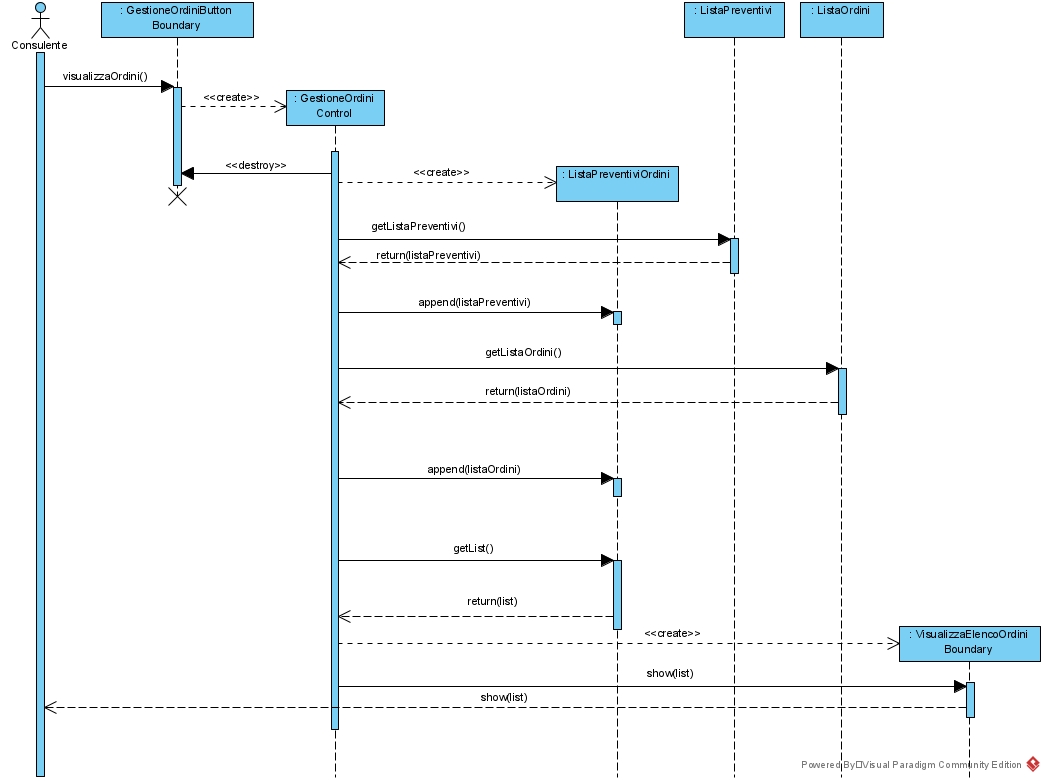 : GestioneOrdiniButton
Boundary
: ListaPreventivi
: ListaOrdini
Consulente
visualizzaOrdini()
<<create>>
: GestioneOrdini
Control
<<destroy>>
<<create>>
: ListaPreventiviOrdini
getListaPreventivi()
return(listaPreventivi)
append(listaPreventivi)
getListaOrdini()
return(listaOrdini)
append(listaOrdini)
getList()
return(list)
<<create>>
: VisualizzaElencoOrdini
Boundary
show(list)
show(list)
Powered By□Visual Paradigm Community Edition